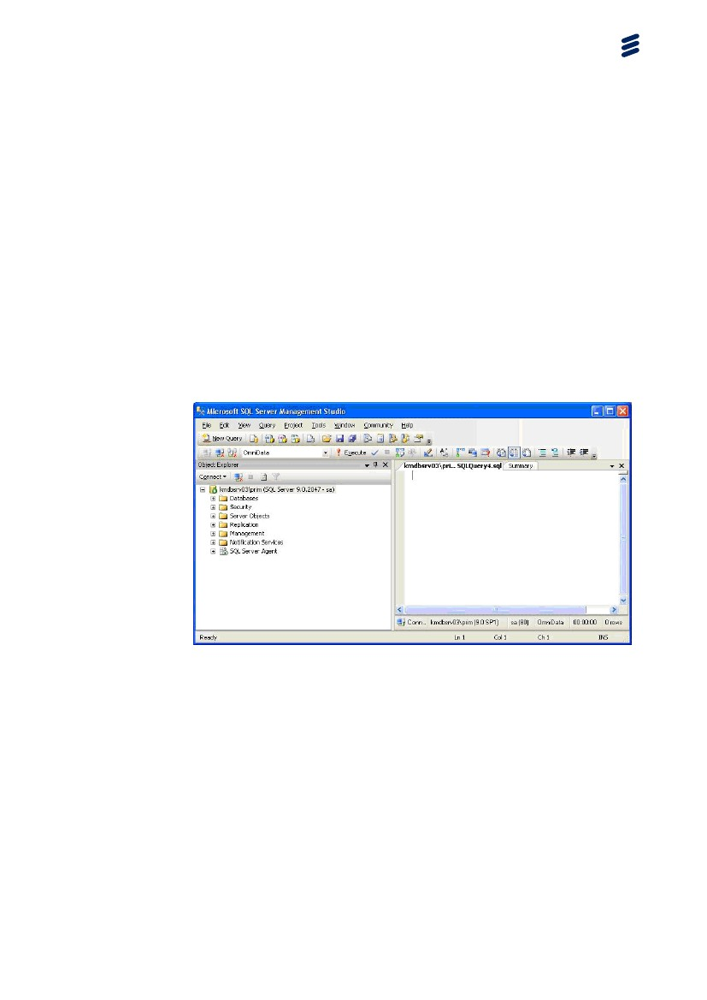 Microsoft SQL Server Management Studio
File Edit View Query Project Tools Window Community Help
New Query
OmniData Execute
Object Explorer
Connect
kmdbsrv03\prim (SQL Server 9.0.2047 - sa)
Databases
Security
Server Objects
Replication
Management
Notification Services
SQL Server Agent
kmdbsrv03\pri... SQLQuery4.sql Summary
Conn... kmdbsrv03\prim (9.0 SP1) sa (80) OmniData 00:00:00 0 rows
Ready Ln 1 Col 1 Ch 1 INS